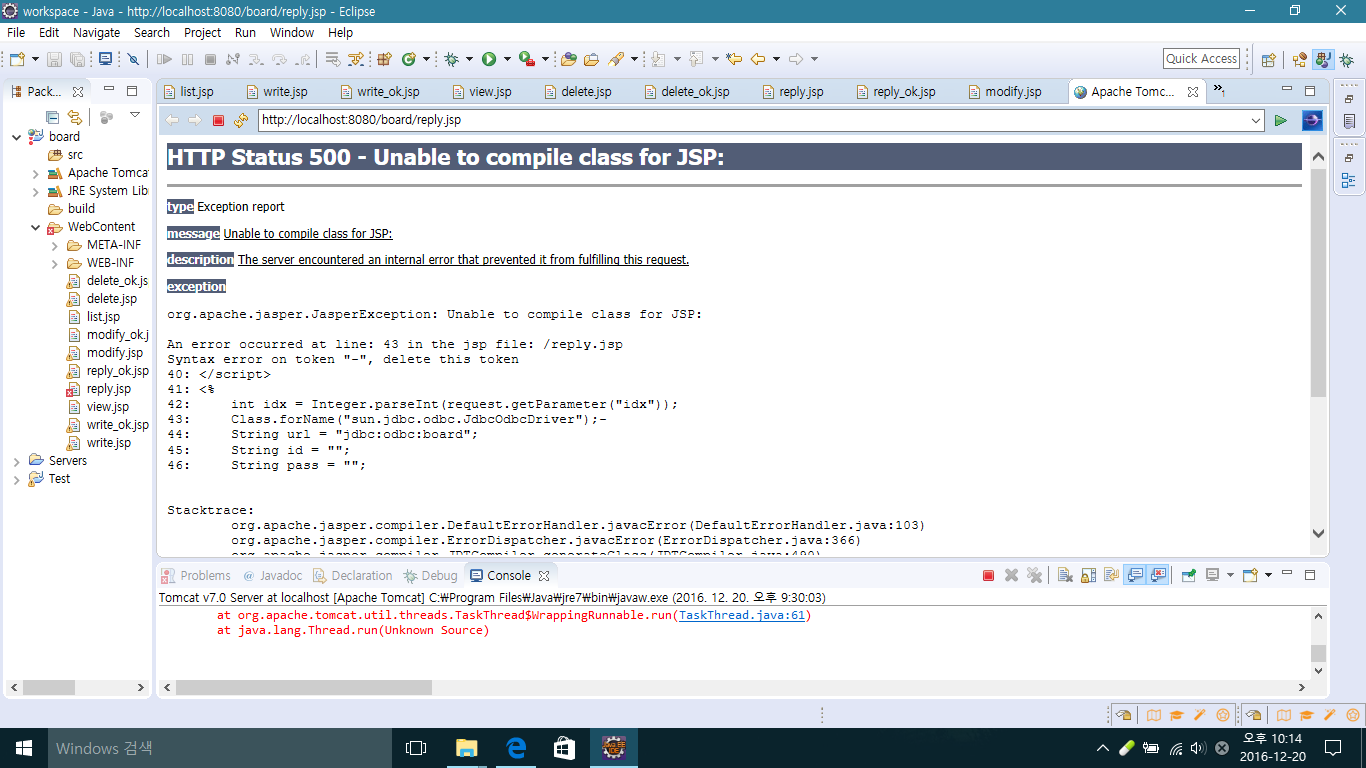 workspace - Java - http://localhost:8080/board/reply.jsp - Eclipse
File Edit Navigate Search Project Run Window Help
Quick Access
Pack...
list.jsp write.jsp write_ok.jsp view.jsp delete.jsp delete_ok.jsp reply.jsp reply_ok.jsp modify.jsp Apache Tomc... 1
http://localhost:8080/board/reply.jsp
board
src
Apache Tomcat
JRE System Lib
build
WebContent
META-INF
WEB-INF
delete_ok.js
delete.jsp
list.jsp
modify_ok.j
modify.jsp
reply_ok.jsp
reply.jsp
view.jsp
write_ok.jsp
write.jsp
Servers
Test
HTTP Status 500 - Unable to compile class for JSP:
type Exception report
message Unable to compile class for JSP:
description The server encountered an internal error that prevented it from fulfilling this request.
exception
org.apache.jasper.JasperException: Unable to compile class for JSP:
An error occurred at line: 43 in the jsp file: /reply.jsp
Syntax error on token "-", delete this token
40: </script>
41: <%
42: int idx = Integer.parseInt(request.getParameter("idx"));
43: Class.forName("sun.jdbc.odbc.JdbcOdbcDriver");-
44: String url = "jdbc:odbc:board";
45: String id = "";
46: String pass = "";
Stacktrace:
org.apache.jasper.compiler.DefaultErrorHandler.javacError(DefaultErrorHandler.java:103)
org.apache.jasper.compiler.ErrorDispatcher.javacError(ErrorDispatcher.java:366)
org.apache.jasper.compiler.JDTCompiler.generateClass(JDTCompiler.java:490)
Problems @ Javadoc Declaration Debug Console
Tomcat v7.0 Server at localhost [Apache Tomcat] C:₩Program Files₩Java₩jre7₩bin₩javaw.exe (2016. 12. 20. 오후 9:30:03)
at org.apache.tomcat.util.threads.TaskThread$WrappingRunnable.run(TaskThread.java:61)
at java.lang.Thread.run(Unknown Source)
Windows 검색
오후 10:14
2016-12-20